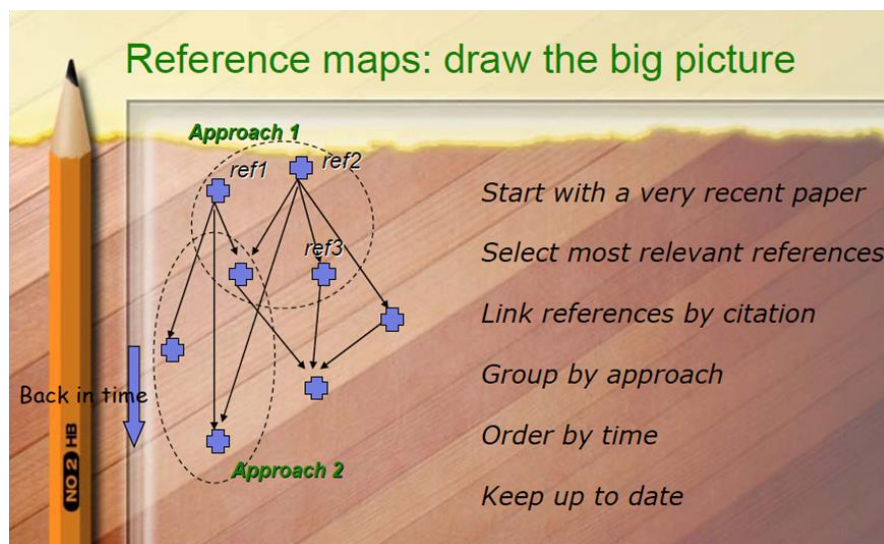 Reference maps: draw the big picture
Approach 1
ref1
ref2
ref3
Back in time
Approach 2
Start with a very recent paper
Select most relevant references
Link references by citation
Group by approach
Order by time
Keep up to date
NO 2 HB